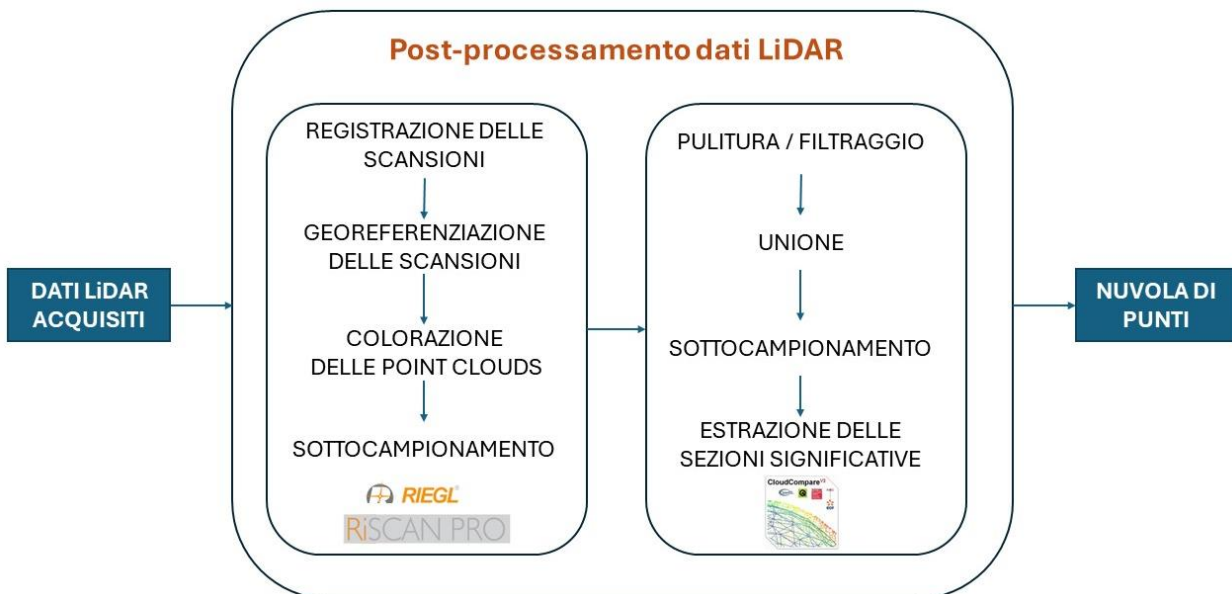 Post-processamento dati LiDAR
DATI LiDAR
ACQUISITI
REGISTRAZIONE DELLE
SCANSIONI
GEOREFERENZIAZIONE
DELLE SCANSIONI
COLORAZIONE
DELLE POINT CLOUDS
SOTTOCAMPIONAMENTO
RIEGL®
RiSCAN PRO
PULITURA / FILTRAGGIO
UNIONE
SOTTOCAMPIONAMENTO
ESTRAZIONE DELLE
SEZIONI SIGNIFICATIVE
CloudCompare
NUVOLA DI
PUNTI